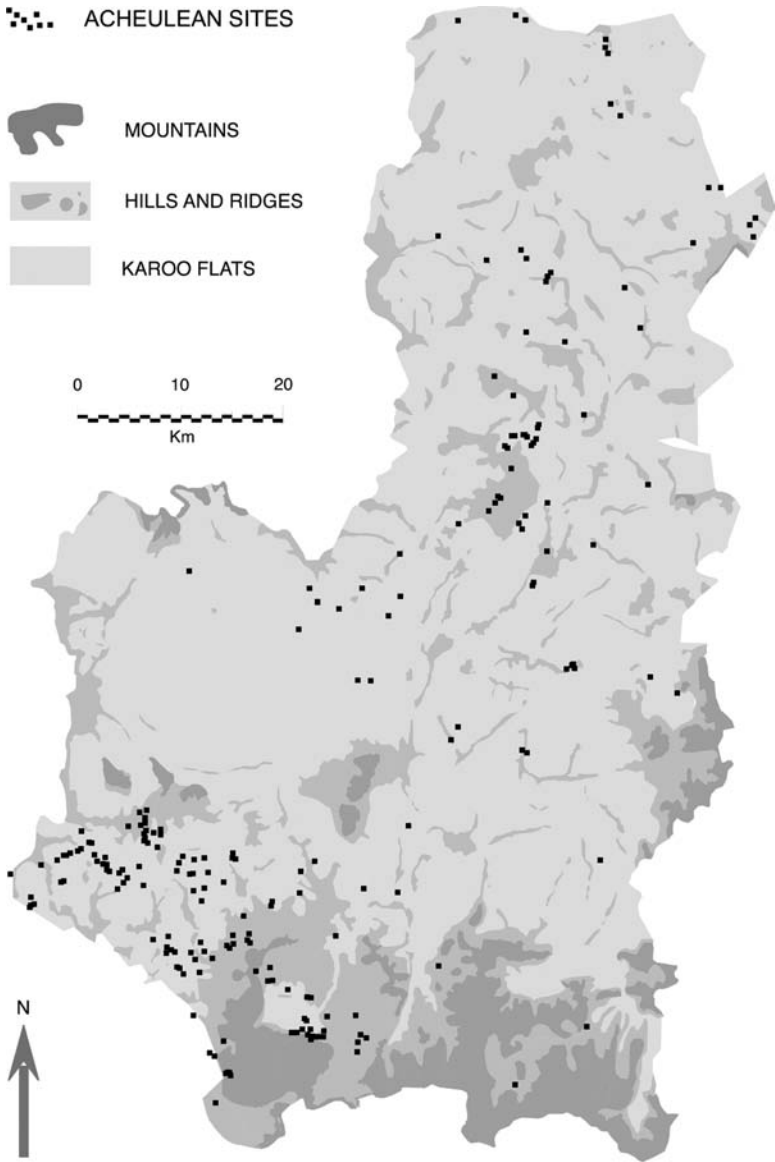 ACHEULEAN SITES
MOUNTAINS
HILLS AND RIDGES
KAROO FLATS
0 10 20
Km
N